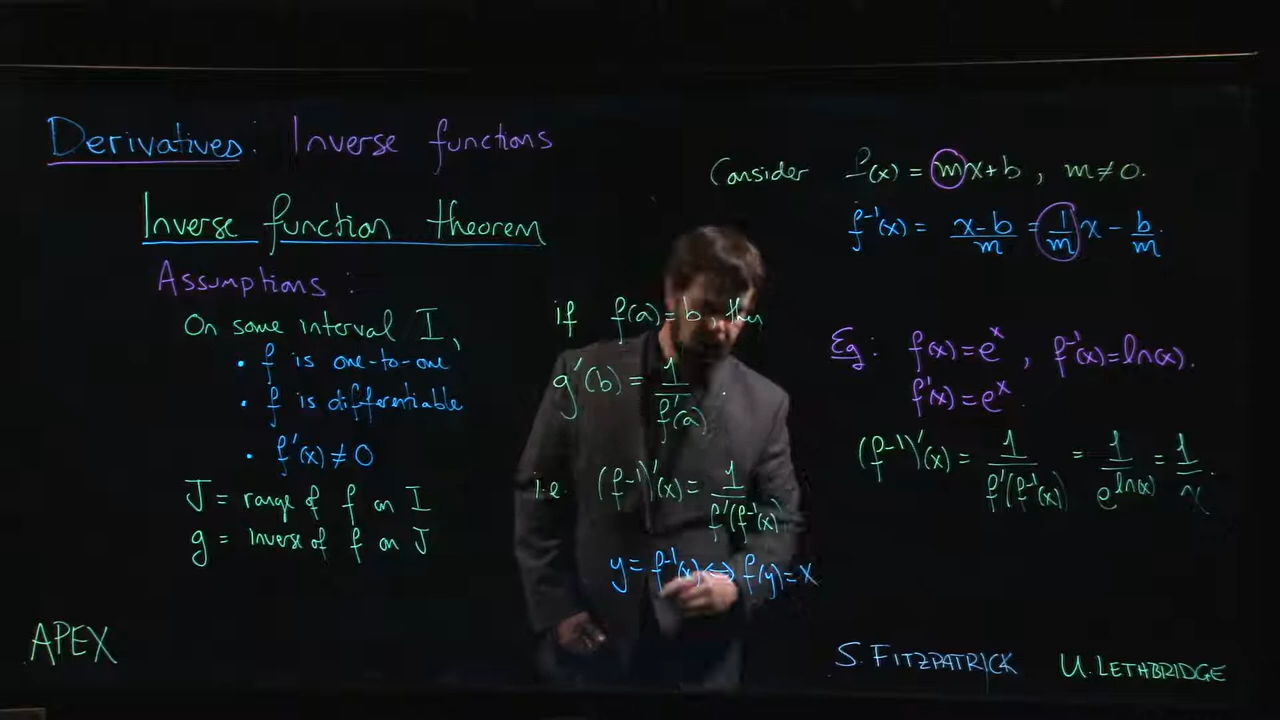 Derivatives: Inverse functions
Inverse function theorem
Assumptions:
On some interval I,
• f is one-to-one
• f is differentiable
• f'(x) ≠ 0
J = range of f on I
g = inverse of f on J
if f(a) = b, then
g'(b) = 1/f'(a).
i.e. (f⁻¹)'(x) = 1/f'(f⁻¹(x))
y = f⁻¹(x) ⇔ f(y) = x
Consider f(x) = mx + b, m ≠ 0.
f⁻¹(x) = (x-b)/m = (1/m)x - b/m.
Eg: f(x) = eˣ, f⁻¹(x) = ln(x).
f'(x) = eˣ.
(f⁻¹)'(x) = 1/f'(f⁻¹(x)) = 1/e^ln(x) = 1/x.
APEX
S. FITZPATRICK U. LETHBRIDGE